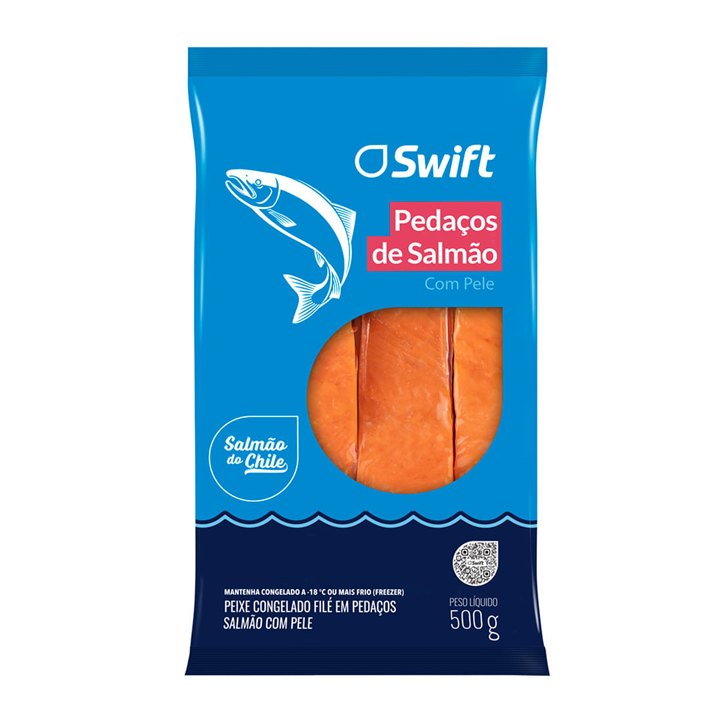 Swift
Pedaços
de Salmão
Com Pele
Salmão
do Chile
Swift
MANTENHA CONGELADO A -18 °C OU MAIS FRIO (FREEZER)
PEIXE CONGELADO FILÉ EM PEDAÇOS
SALMÃO COM PELE
PESO LÍQUIDO
500 g